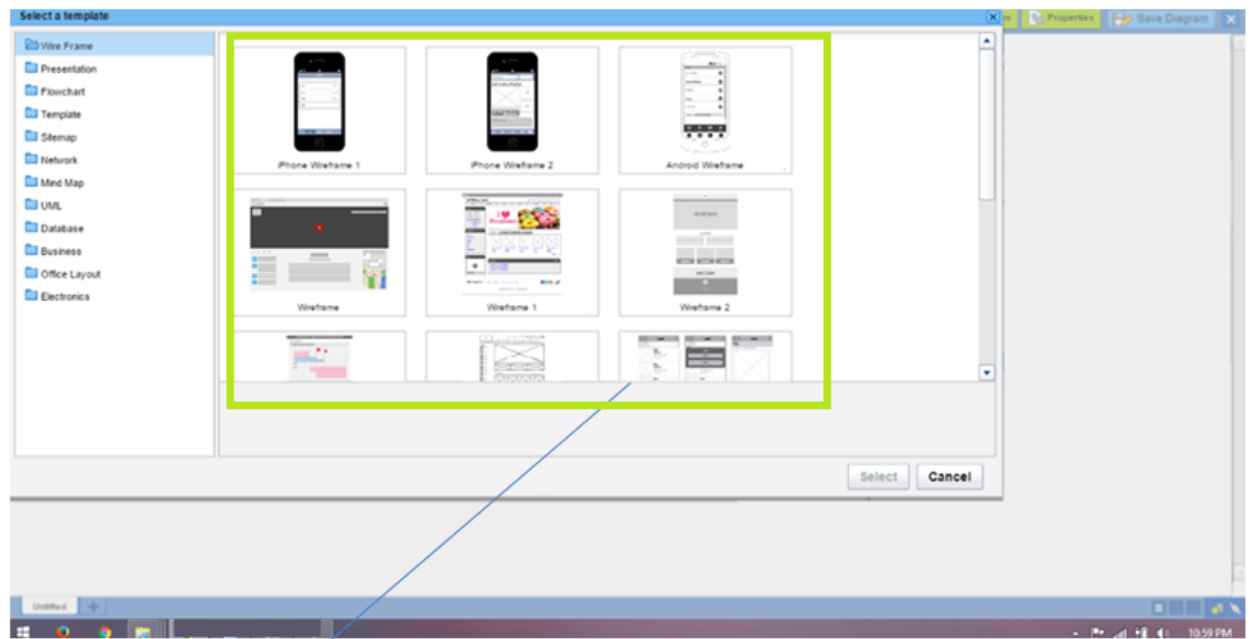 Select a template
Properties
Save Diagram
Wire Frame
Presentation
Flowchart
Template
Sitemap
Network
Mind Map
UML
Database
Business
Office Layout
Electronics
iPhone Wireframe 1
iPhone Wireframe 2
Android Wireframe
Wireframe
Wireframe 1
Wireframe 2
Select
Cancel
Untitled
10:59 PM